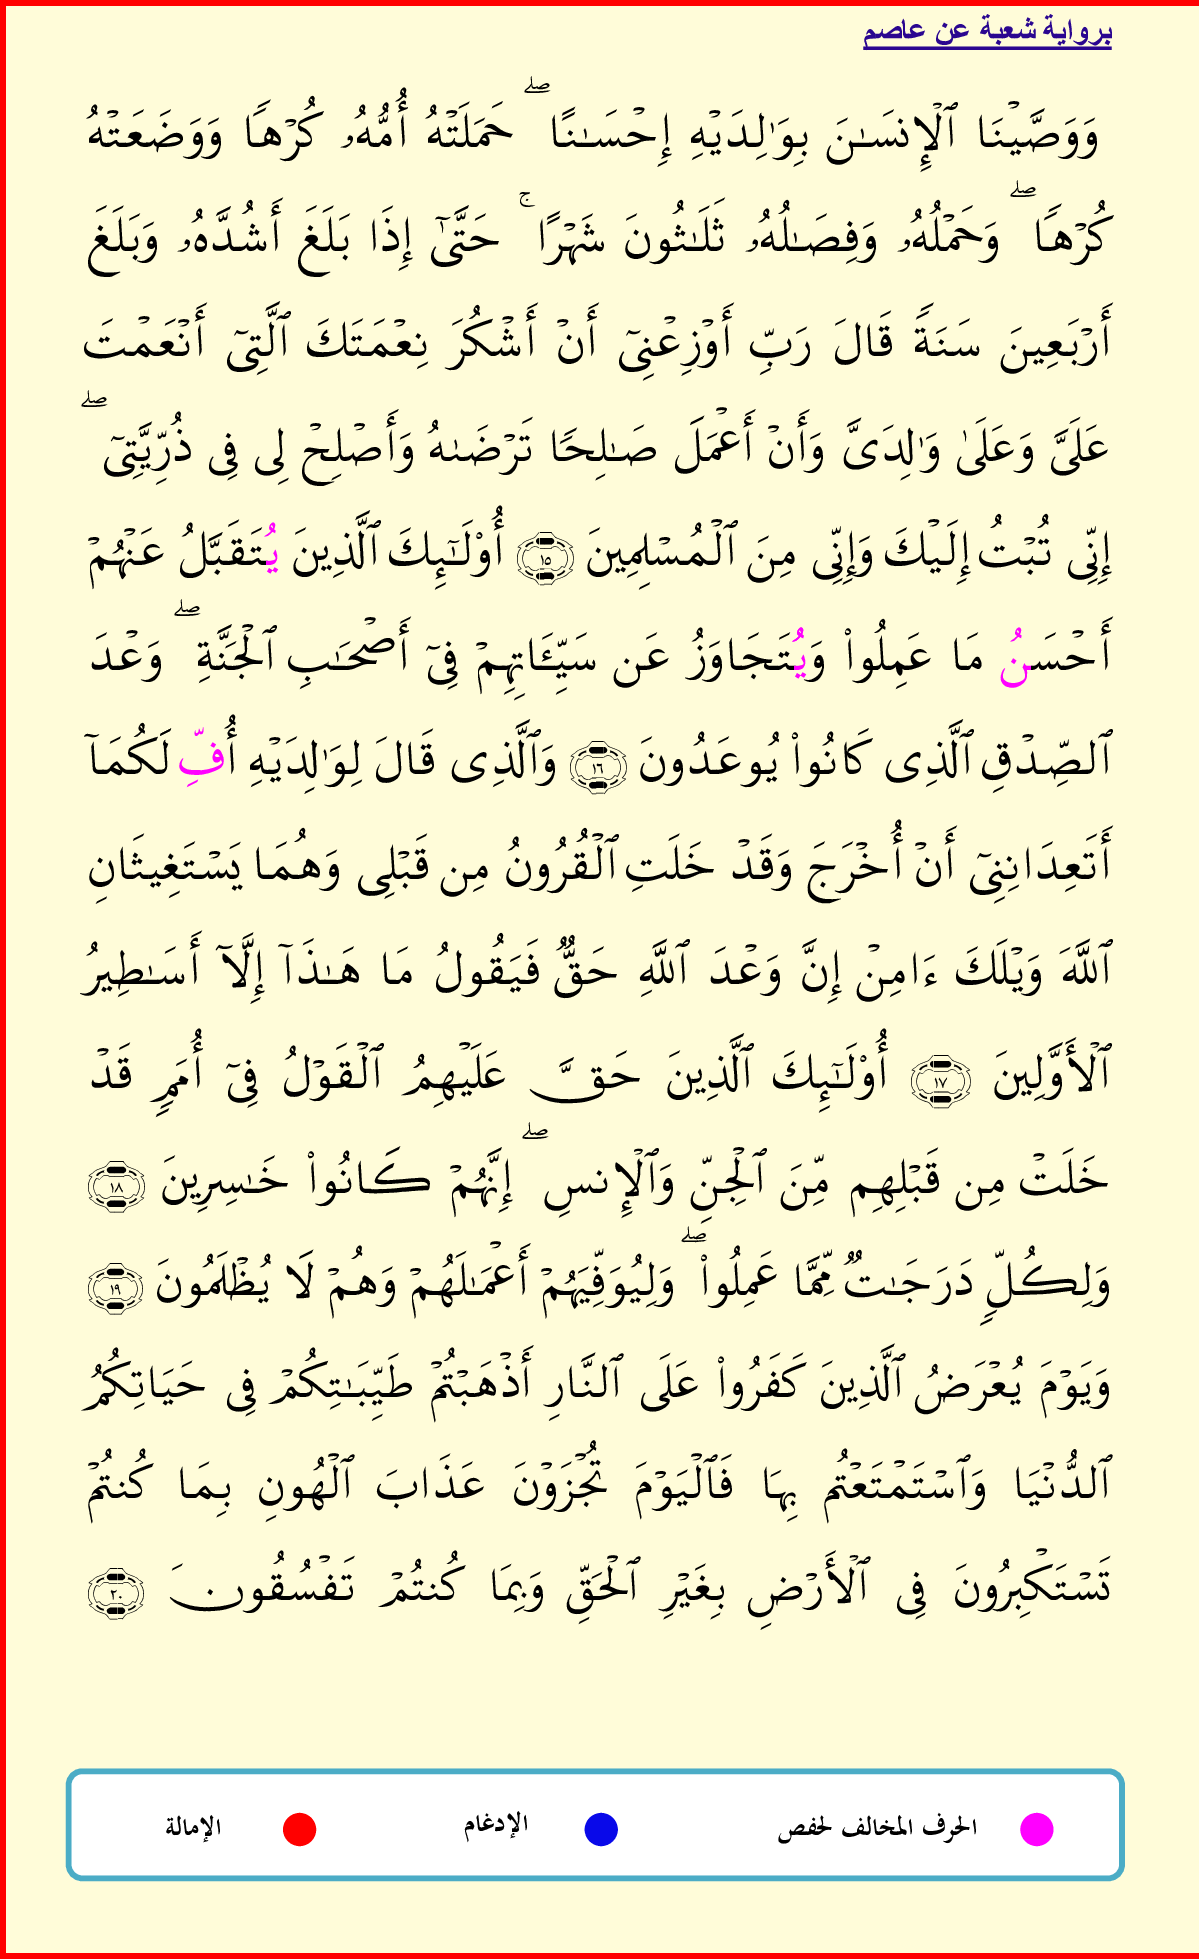 برواية شعبة عن عاصم
وَوَصَّيۡنَا ٱلۡإِنسَـٰنَ بِوَٰلِدَيۡهِ إِحۡسَـٰنًاۖ حَمَلَتۡهُ أُمُّهُۥ كُرۡهًا وَوَضَعَتۡهُ
كُرۡهًاۖ وَحَمۡلُهُۥ وَفِصَـٰلُهُۥ ثَلَـٰثُونَ شَهۡرًاۚ حَتَّىٰٓ إِذَا بَلَغَ أَشُدَّهُۥ وَبَلَغَ
أَرۡبَعِينَ سَنَةً قَالَ رَبِّ أَوۡزِعۡنِىٓ أَنۡ أَشۡكُرَ نِعۡمَتَكَ ٱلَّتِىٓ أَنۡعَمۡتَ
عَلَىَّ وَعَلَىٰ وَٰلِدَىَّ وَأَنۡ أَعۡمَلَ صَـٰلِحًا تَرۡضَىٰهُ وَأَصۡلِحۡ لِى فِى ذُرِّيَّتِىٓۖ
إِنِّى تُبۡتُ إِلَيۡكَ وَإِنِّى مِنَ ٱلۡمُسۡلِمِينَ ١٥ أُوْلَـٰٓئِكَ ٱلَّذِينَ يُتَقَبَّلُ عَنۡهُمۡ
أَحۡسَنُ مَا عَمِلُواْ وَيُتَجَاوَزُ عَن سَيِّـَٔاتِهِمۡ فِىٓ أَصۡحَـٰبِ ٱلۡجَنَّةِۖ وَعۡدَ
ٱلصِّدۡقِ ٱلَّذِى كَانُواْ يُوعَدُونَ ١٦ وَٱلَّذِى قَالَ لِوَٰلِدَيۡهِ أُفِّ لَكُمَآ
أَتَعِدَانِنِىٓ أَنۡ أُخۡرَجَ وَقَدۡ خَلَتِ ٱلۡقُرُونُ مِن قَبۡلِى وَهُمَا يَسۡتَغِيثَانِ
ٱللَّهَ وَيۡلَكَ ءَامِنۡ إِنَّ وَعۡدَ ٱللَّهِ حَقٌّ فَيَقُولُ مَا هَـٰذَآ إِلَّآ أَسَـٰطِيرُ
ٱلۡأَوَّلِينَ ١٧ أُوْلَـٰٓئِكَ ٱلَّذِينَ حَقَّ عَلَيۡهِمُ ٱلۡقَوۡلُ فِىٓ أُمَمٍ قَدۡ
خَلَتۡ مِن قَبۡلِهِم مِّنَ ٱلۡجِنِّ وَٱلۡإِنسِۖ إِنَّهُمۡ كَانُواْ خَـٰسِرِينَ ١٨
وَلِكُلٍّ دَرَجَـٰتٌ مِّمَّا عَمِلُواْۖ وَلِيُوَفِّيَهُمۡ أَعۡمَـٰلَهُمۡ وَهُمۡ لَا يُظۡلَمُونَ ١٩
وَيَوۡمَ يُعۡرَضُ ٱلَّذِينَ كَفَرُواْ عَلَى ٱلنَّارِ أَذۡهَبۡتُمۡ طَيِّبَـٰتِكُمۡ فِى حَيَاتِكُمُ
ٱلدُّنۡيَا وَٱسۡتَمۡتَعۡتُم بِهَا فَٱلۡيَوۡمَ تُجۡزَوۡنَ عَذَابَ ٱلۡهُونِ بِمَا كُنتُمۡ
تَسۡتَكۡبِرُونَ فِى ٱلۡأَرۡضِ بِغَيۡرِ ٱلۡحَقِّ وَبِمَا كُنتُمۡ تَفۡسُقُونَ ٢٠
الحرف المخالف لحفص الإدغام الإمالة